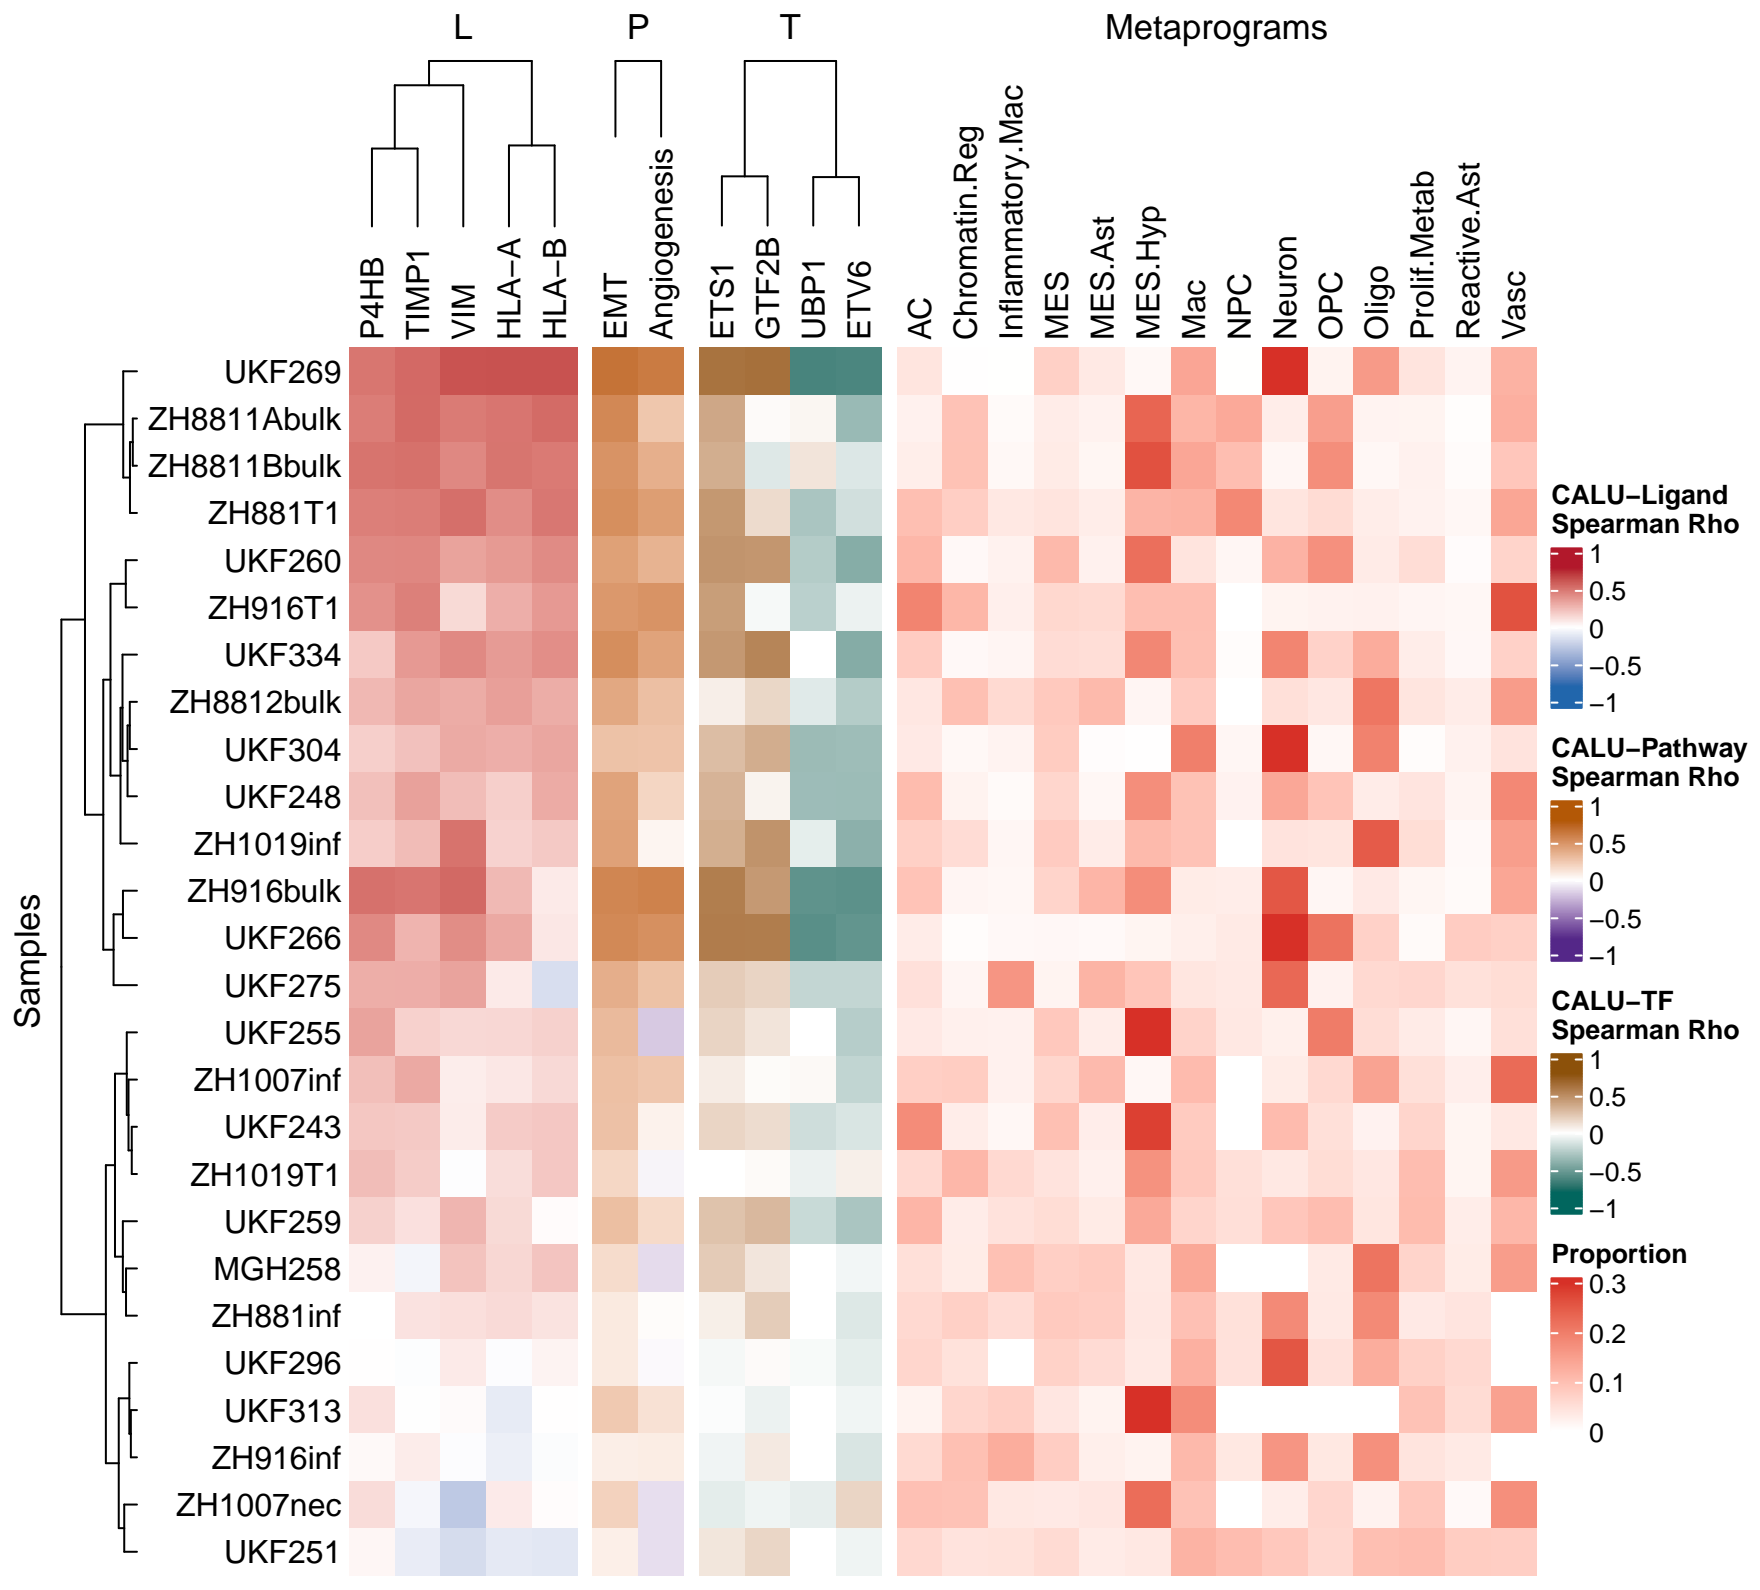 L
P
T
Metaprograms
P4HB
TIMP1
VIM
HLA−A
HLA−B
EMT
Angiogenesis
ETS1
GTF2B
UBP1
ETV6
AC
Chromatin.Reg
Inflammatory.Mac
MES
MES.Ast
MES.Hyp
Mac
NPC
Neuron
OPC
Oligo
Prolif.Metab
Reactive.Ast
Vasc
Samples
UKF269
ZH8811Abulk
ZH8811Bbulk
ZH881T1
UKF260
ZH916T1
UKF334
ZH8812bulk
UKF304
UKF248
ZH1019inf
ZH916bulk
UKF266
UKF275
UKF255
ZH1007inf
UKF243
ZH1019T1
UKF259
MGH258
ZH881inf
UKF296
UKF313
ZH916inf
ZH1007nec
UKF251
CALU−Ligand
Spearman Rho
1
0.5
0
−0.5
−1
CALU−Pathway
Spearman Rho
1
0.5
0
−0.5
−1
CALU−TF
Spearman Rho
1
0.5
0
−0.5
−1
Proportion
0.3
0.2
0.1
0